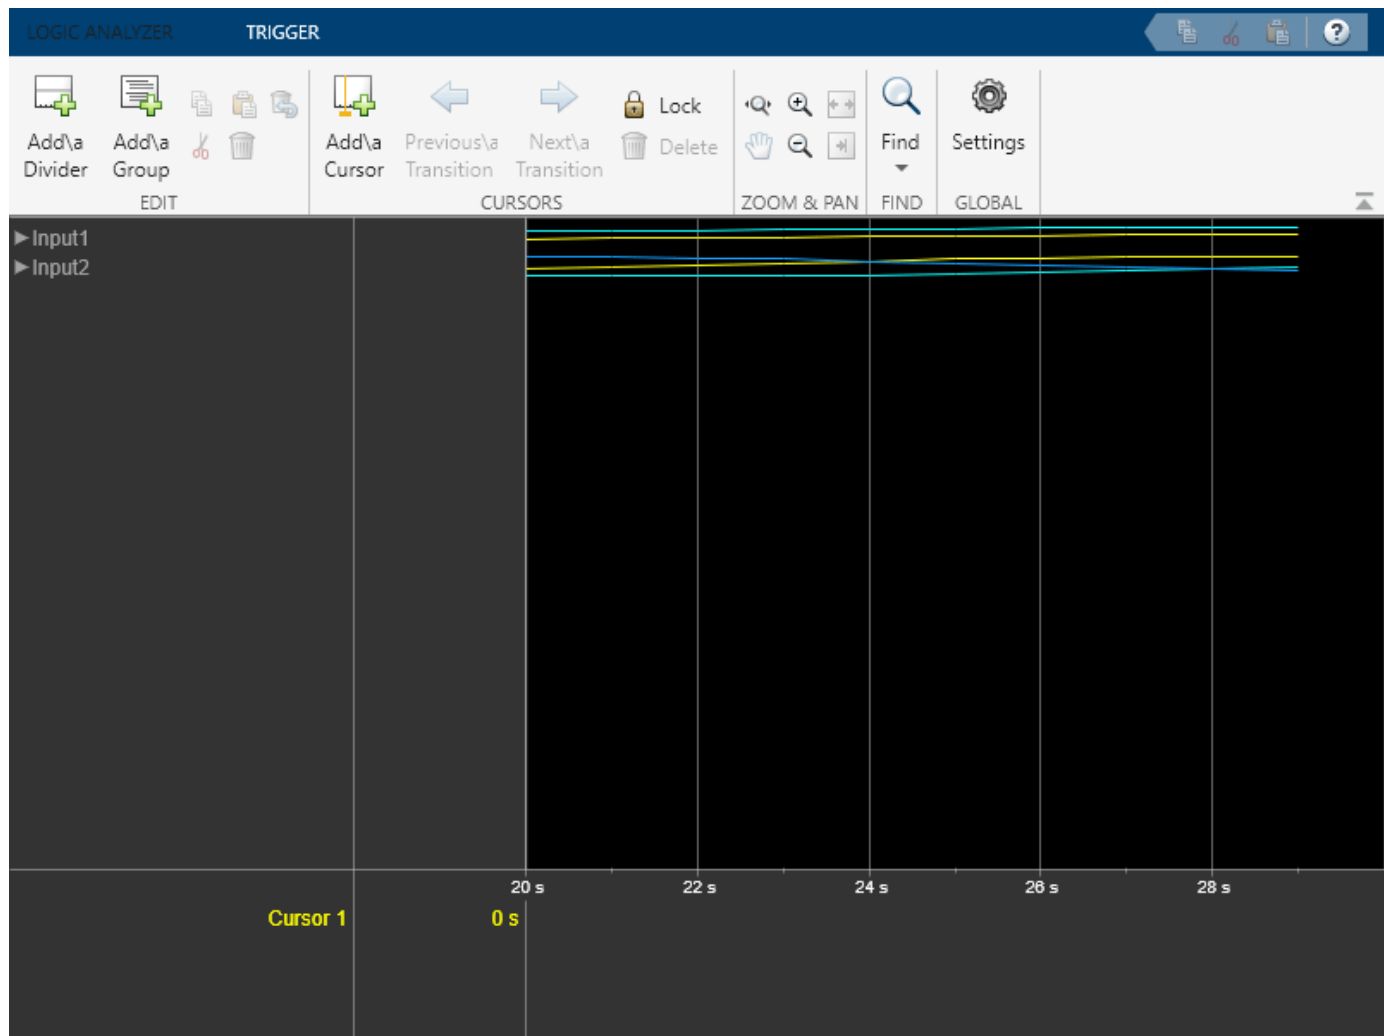 LOGIC ANALYZER
TRIGGER
?
Add\a
Divider
Add\a
Group
EDIT
Add\a
Cursor
Previous\a
Transition
Next\a
Transition
Lock
Delete
CURSORS
ZOOM & PAN
Find
FIND
Settings
GLOBAL
Input1
Input2
20 s 22 s 24 s 26 s 28 s
Cursor 1 0 s